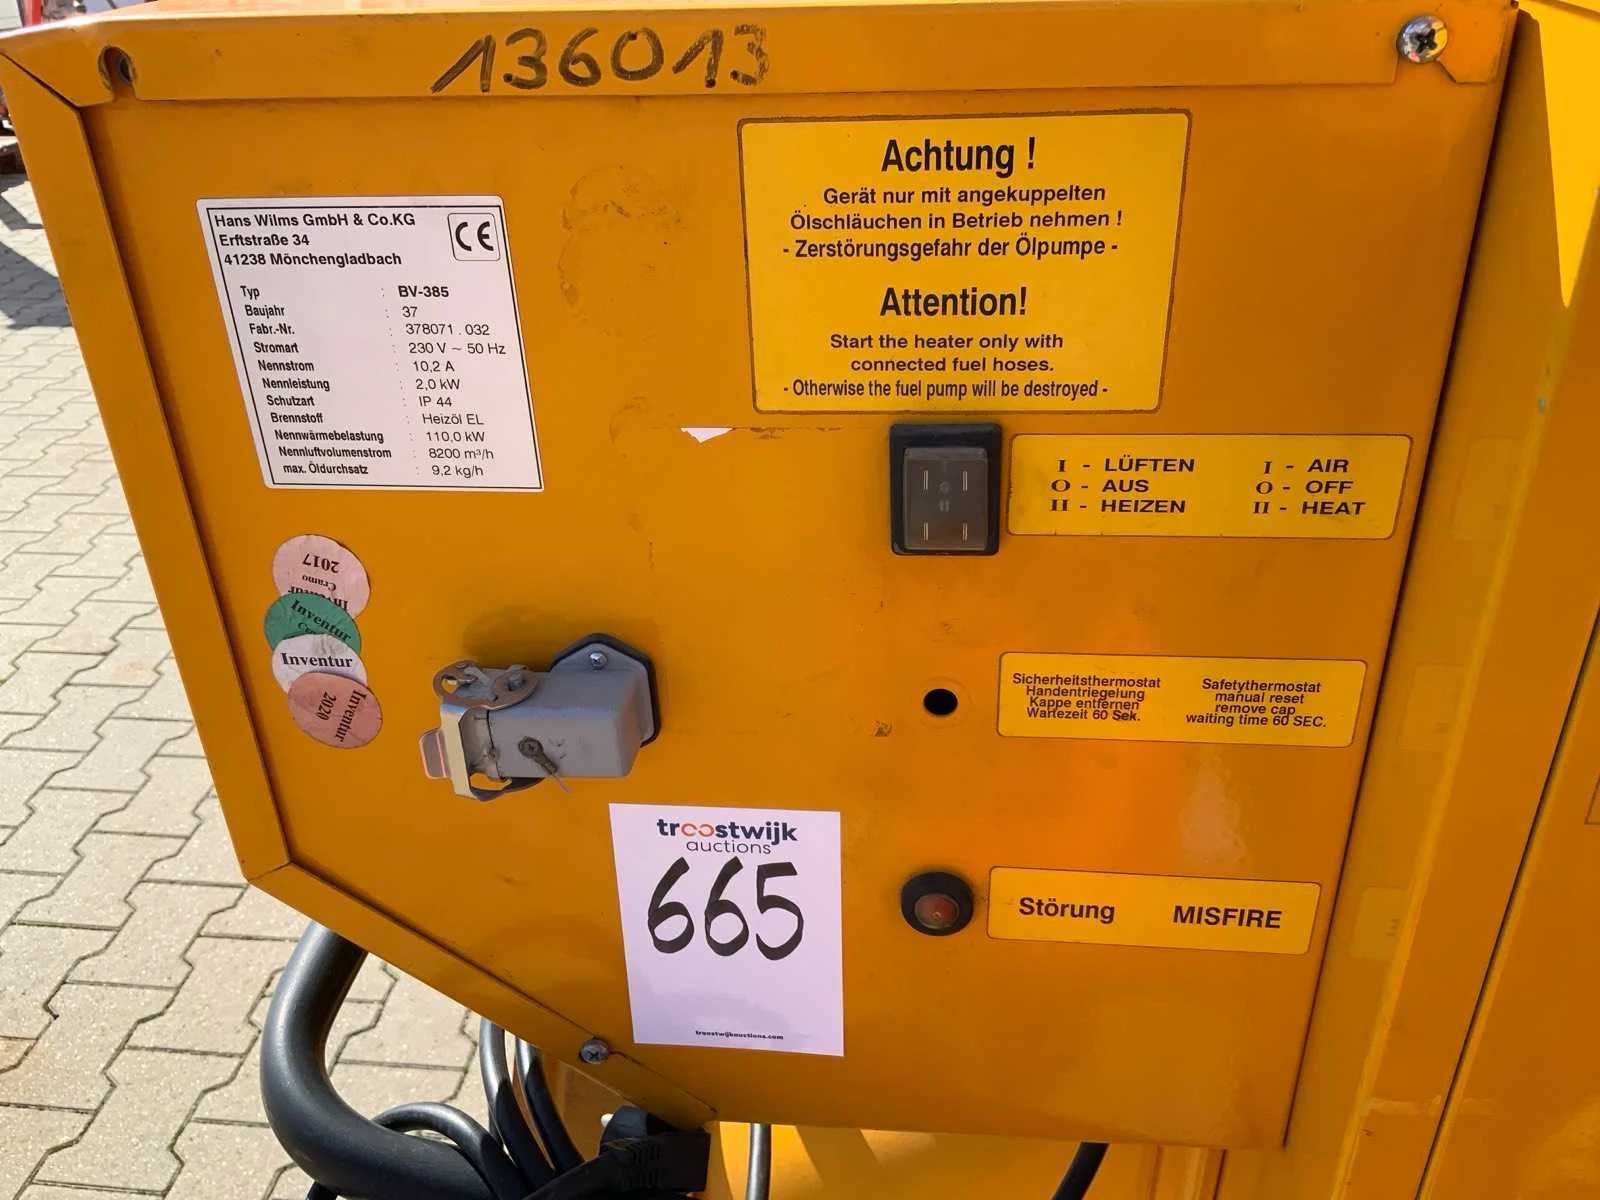 136013
Hans Wilms GmbH & Co.KG
Erftstraße 34
41238 Mönchengladbach
CE
Typ : BV-385
Baujahr : 37
Fabr.-Nr. : 378071 . 032
Stromart : 230 V ~ 50 Hz
Nennstrom : 10,2 A
Nennleistung : 2,0 kW
Schutzart : IP 44
Brennstoff : Heizöl EL
Nennwärmebelastung : 110,0 kW
Nennluftvolumenstrom : 8200 m³/h
max. Öldurchsatz : 9,2 kg/h
Achtung !
Gerät nur mit angekuppelten
Ölschläuchen in Betrieb nehmen !
- Zerstörungsgefahr der Ölpumpe -
Attention!
Start the heater only with
connected fuel hoses.
- Otherwise the fuel pump will be destroyed -
I - LÜFTEN I - AIR
O - AUS O - OFF
II - HEIZEN II - HEAT
2017
Cramo
Inventur
Inventur
Inventur
2020
Sicherheitsthermostat
Handentriegelung
Kappe entfernen
Wartezeit 60 Sek.
Safetythermostat
manual reset
remove cap
waiting time 60 SEC.
troostwijk
auctions
665
troostwijkauctions.com
Störung MISFIRE